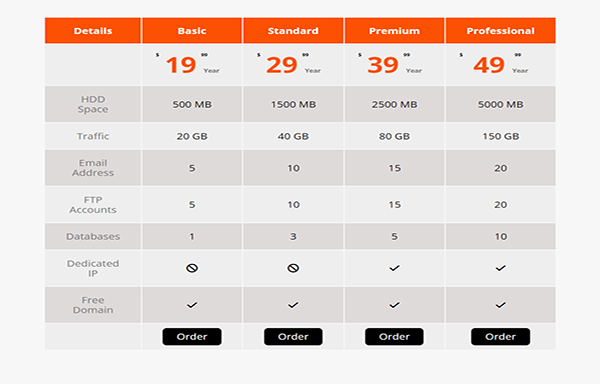 Details Basic Standard Premium Professional
$ 19 99 Year $ 29 99 Year $ 39 99 Year $ 49 99 Year
HDD
Space 500 MB 1500 MB 2500 MB 5000 MB
Traffic 20 GB 40 GB 80 GB 150 GB
Email
Address 5 10 15 20
FTP
Accounts 5 10 15 20
Databases 1 3 5 10
Dedicated
IP
Free
Domain
Order Order Order Order